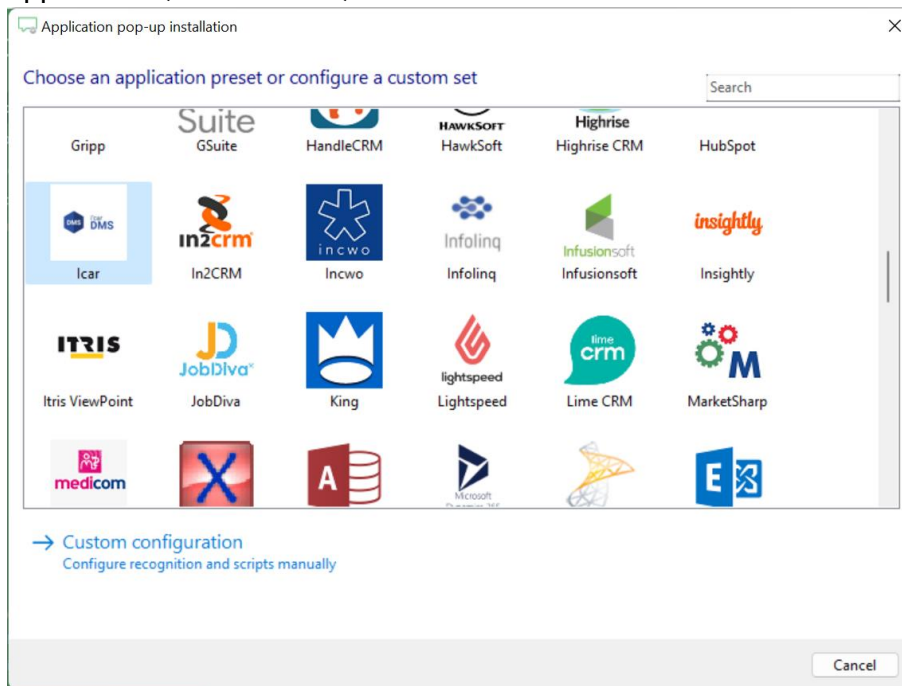 Application pop-up installation
Choose an application preset or configure a custom set
Search
Suite
HAWKSOFT
Highrise
Gripp GSuite HandleCRM HawkSoft Highrise CRM HubSpot
DMS icar DMS
in2crm
incwo
Infolinq
Infusionsoft
insightly
Icar In2CRM Incwo Infolinq Infusionsoft Insightly
ITRIS
JobDiva
lightspeed
lime crm
M
Itris ViewPoint JobDiva King Lightspeed Lime CRM MarketSharp
medicom
X
A
Microsoft
E
Custom configuration
Configure recognition and scripts manually
Cancel